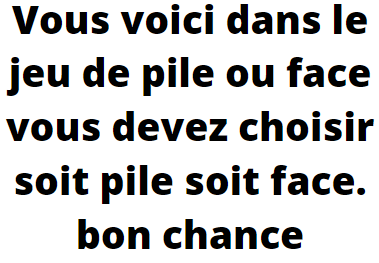 Vous voici dans le
jeu de pile ou face
vous devez choisir
soit pile soit face.
bon chance